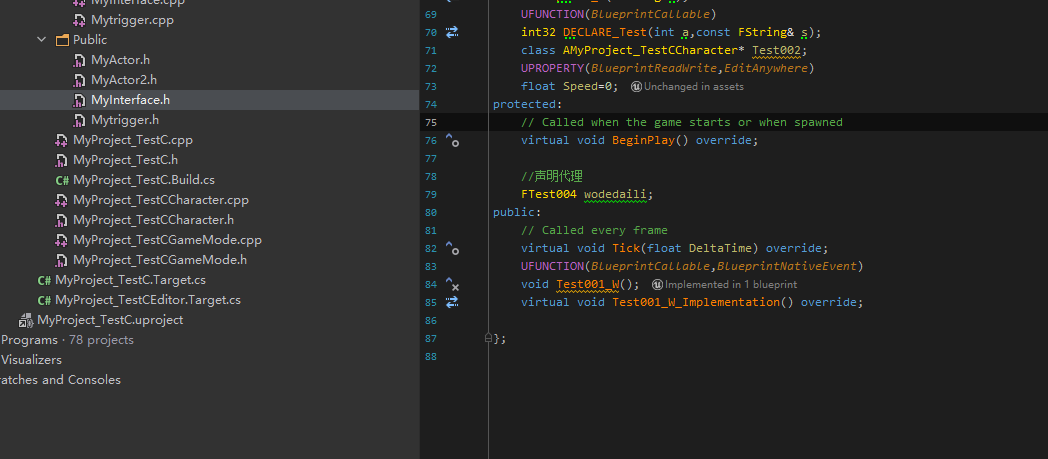 MyInterface.cpp
Mytrigger.cpp
Public
MyActor.h
MyActor2.h
MyInterface.h
Mytrigger.h
MyProject_TestC.cpp
MyProject_TestC.h
MyProject_TestC.Build.cs
MyProject_TestCCharacter.cpp
MyProject_TestCCharacter.h
MyProject_TestCGameMode.cpp
MyProject_TestCGameMode.h
MyProject_TestC.Target.cs
MyProject_TestCEditor.Target.cs
MyProject_TestC.uproject
Programs · 78 projects
Visualizers
ratches and Consoles
69 UFUNCTION(BlueprintCallable)
70 int32 DECLARE_Test(int a,const FString& s);
71 class AMyProject_TestCCharacter* Test002;
72 UPROPERTY(BlueprintReadWrite,EditAnywhere)
73 float Speed=0; Unchanged in assets
74 protected:
75 // Called when the game starts or when spawned
76 virtual void BeginPlay() override;
77
78 //声明代理
79 FTest004 wodedaili;
80 public:
81 // Called every frame
82 virtual void Tick(float DeltaTime) override;
83 UFUNCTION(BlueprintCallable,BlueprintNativeEvent)
84 void Test001_W(); Implemented in 1 blueprint
85 virtual void Test001_W_Implementation() override;
86
87 };
88